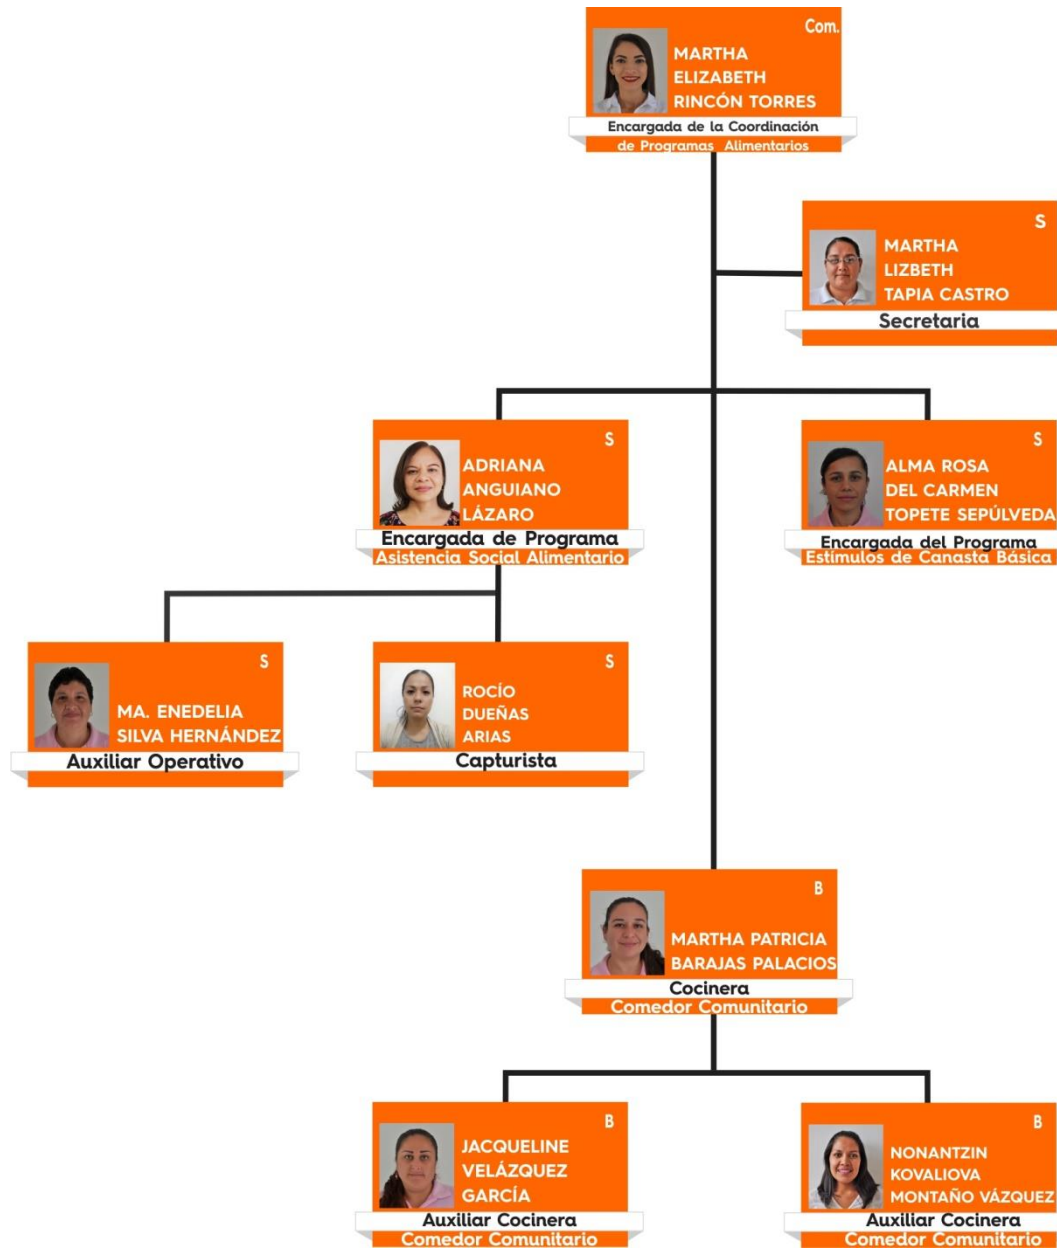 Com.
MARTHA
ELIZABETH
RINCÓN TORRES
Encargada de la Coordinación
de Programas Alimentarios
S
MARTHA
LIZBETH
TAPIA CASTRO
Secretaria
S
ADRIANA
ANGUIANO
LÁZARO
Encargada de Programa
Asistencia Social Alimentario
S
ALMA ROSA
DEL CARMEN
TOPETE SEPÚLVEDA
Encargada del Programa
Estímulos de Canasta Básica
S
MA. ENEDELIA
SILVA HERNÁNDEZ
Auxiliar Operativo
S
ROCÍO
DUEÑAS
ARIAS
Capturista
B
MARTHA PATRICIA
BARAJAS PALACIOS
Cocinera
Comedor Comunitario
B
JACQUELINE
VELÁZQUEZ
GARCÍA
Auxiliar Cocinera
Comedor Comunitario
B
NONANTZIN
KOVALIOVA
MONTAÑO VÁZQUEZ
Auxiliar Cocinera
Comedor Comunitario